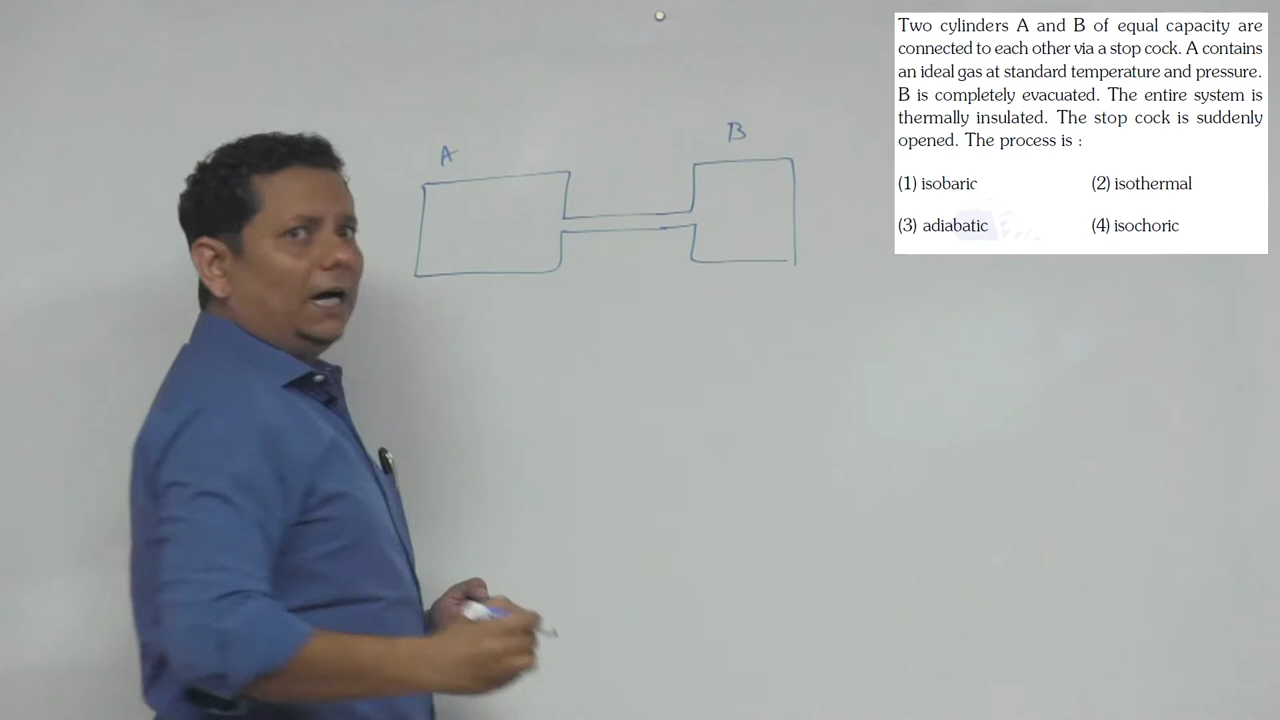 Two cylinders A and B of equal capacity are
connected to each other via a stop cock. A contains
an ideal gas at standard temperature and pressure.
B is completely evacuated. The entire system is
thermally insulated. The stop cock is suddenly
opened. The process is :
(1) isobaric (2) isothermal
(3) adiabatic (4) isochoric
A
B